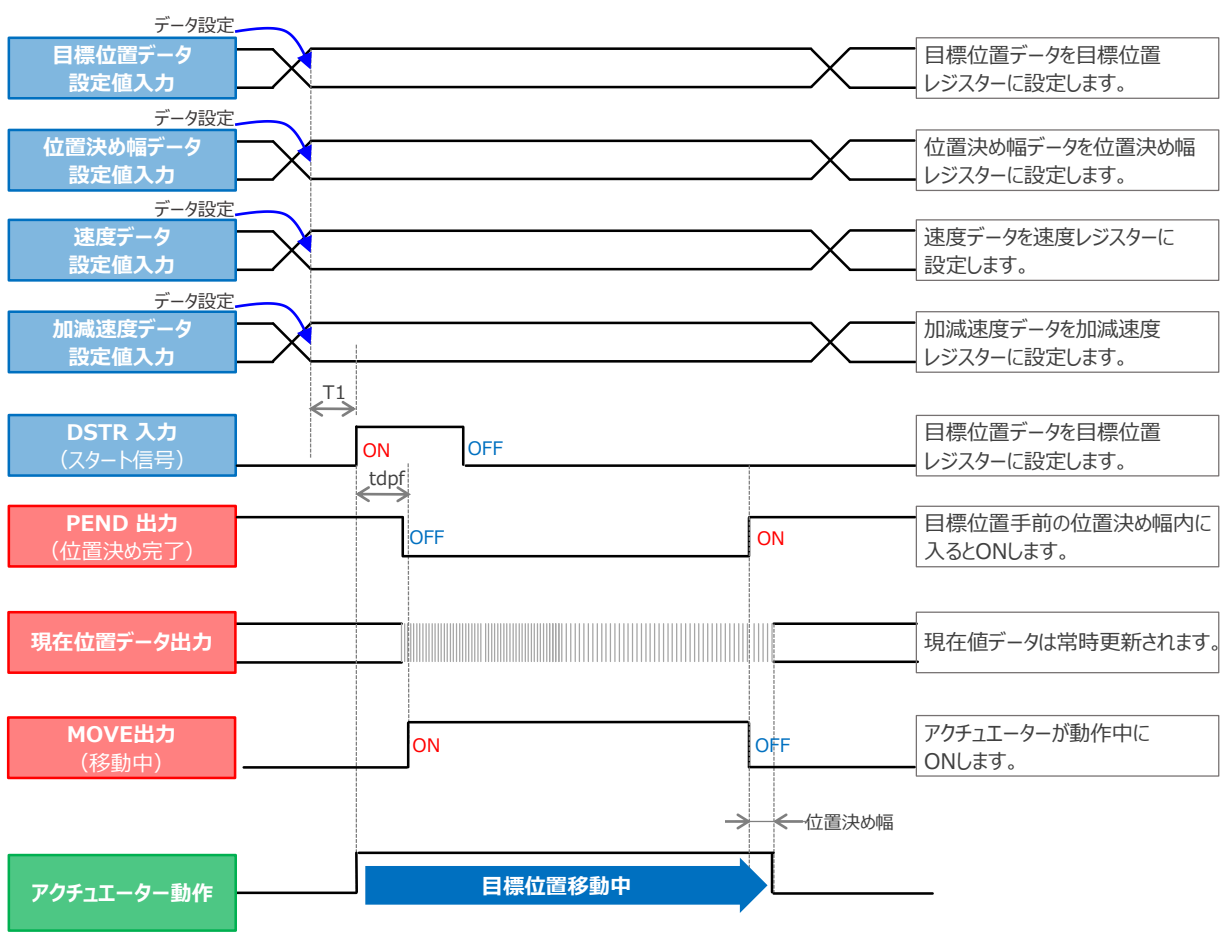 データ設定
目標位置データ
設定値入力
目標位置データを目標位置
レジスターに設定します。
データ設定
位置決め幅データ
設定値入力
位置決め幅データを位置決め幅
レジスターに設定します。
データ設定
速度データ
設定値入力
速度データを速度レジスターに
設定します。
データ設定
加減速度データ
設定値入力
加減速度データを加減速度
レジスターに設定します。
T1
DSTR 入力
(スタート信号)
ON
OFF
目標位置データを目標位置
レジスターに設定します。
tdpf
PEND 出力
(位置決め完了)
OFF
ON
目標位置手前の位置決め幅内に
入るとONします。
現在位置データ出力
現在値データは常時更新されます。
MOVE出力
(移動中)
ON
OFF
アクチュエーターが動作中に
ONします。
位置決め幅
アクチュエーター動作
目標位置移動中